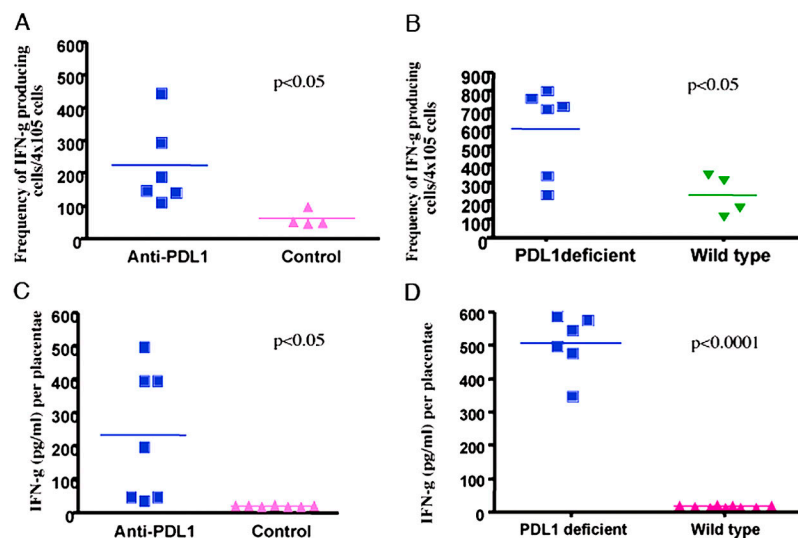 A
Frequency of IFN-g producing
cells/4x105 cells
600
500
400
300
200
100
0
p<0.05
Anti-PDL1
Control
B
Frequency of IFN-g producing
cells/4x105 cells
900
800
700
600
500
400
300
200
100
0
p<0.05
PDL1deficient
Wild type
C
IFN-g (pg/ml) per placentae
600
500
400
300
200
100
0
p<0.05
Anti-PDL1
Control
D
IFN-g (pg/ml) per placentae
600
500
400
300
200
100
0
p<0.0001
PDL1 deficient
Wild type